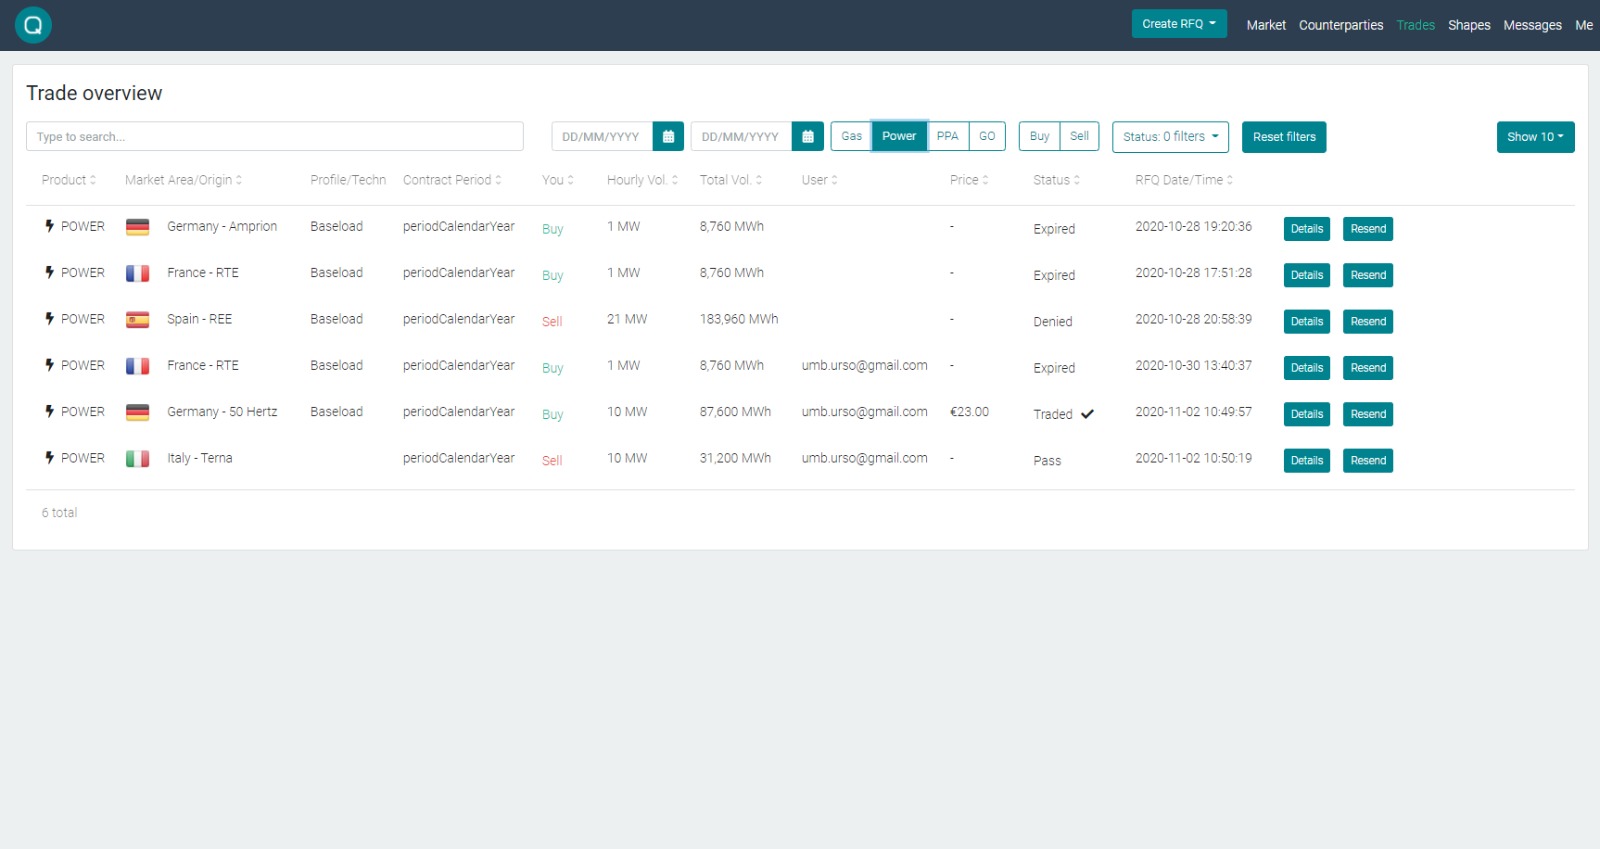 Q
Create RFQ Market Counterparties Trades Shapes Messages Me
Trade overview
Type to search... DD/MM/YYYY DD/MM/YYYY Gas Power PPA GO Buy Sell Status: 0 filters Reset filters Show 10
Product Market Area/Origin Profile/Techn Contract Period You Hourly Vol. Total Vol. User Price Status RFQ Date/Time
POWER Germany - Amprion Baseload periodCalendarYear Buy 1 MW 8,760 MWh - Expired 2020-10-28 19:20:36 Details Resend
POWER France - RTE Baseload periodCalendarYear Buy 1 MW 8,760 MWh - Expired 2020-10-28 17:51:28 Details Resend
POWER Spain - REE Baseload periodCalendarYear Sell 21 MW 183,960 MWh - Denied 2020-10-28 20:58:39 Details Resend
POWER France - RTE Baseload periodCalendarYear Buy 1 MW 8,760 MWh umb.urso@gmail.com - Expired 2020-10-30 13:40:37 Details Resend
POWER Germany - 50 Hertz Baseload periodCalendarYear Buy 10 MW 87,600 MWh umb.urso@gmail.com €23.00 Traded 2020-11-02 10:49:57 Details Resend
POWER Italy - Terna periodCalendarYear Sell 10 MW 31,200 MWh umb.urso@gmail.com - Pass 2020-11-02 10:50:19 Details Resend
6 total